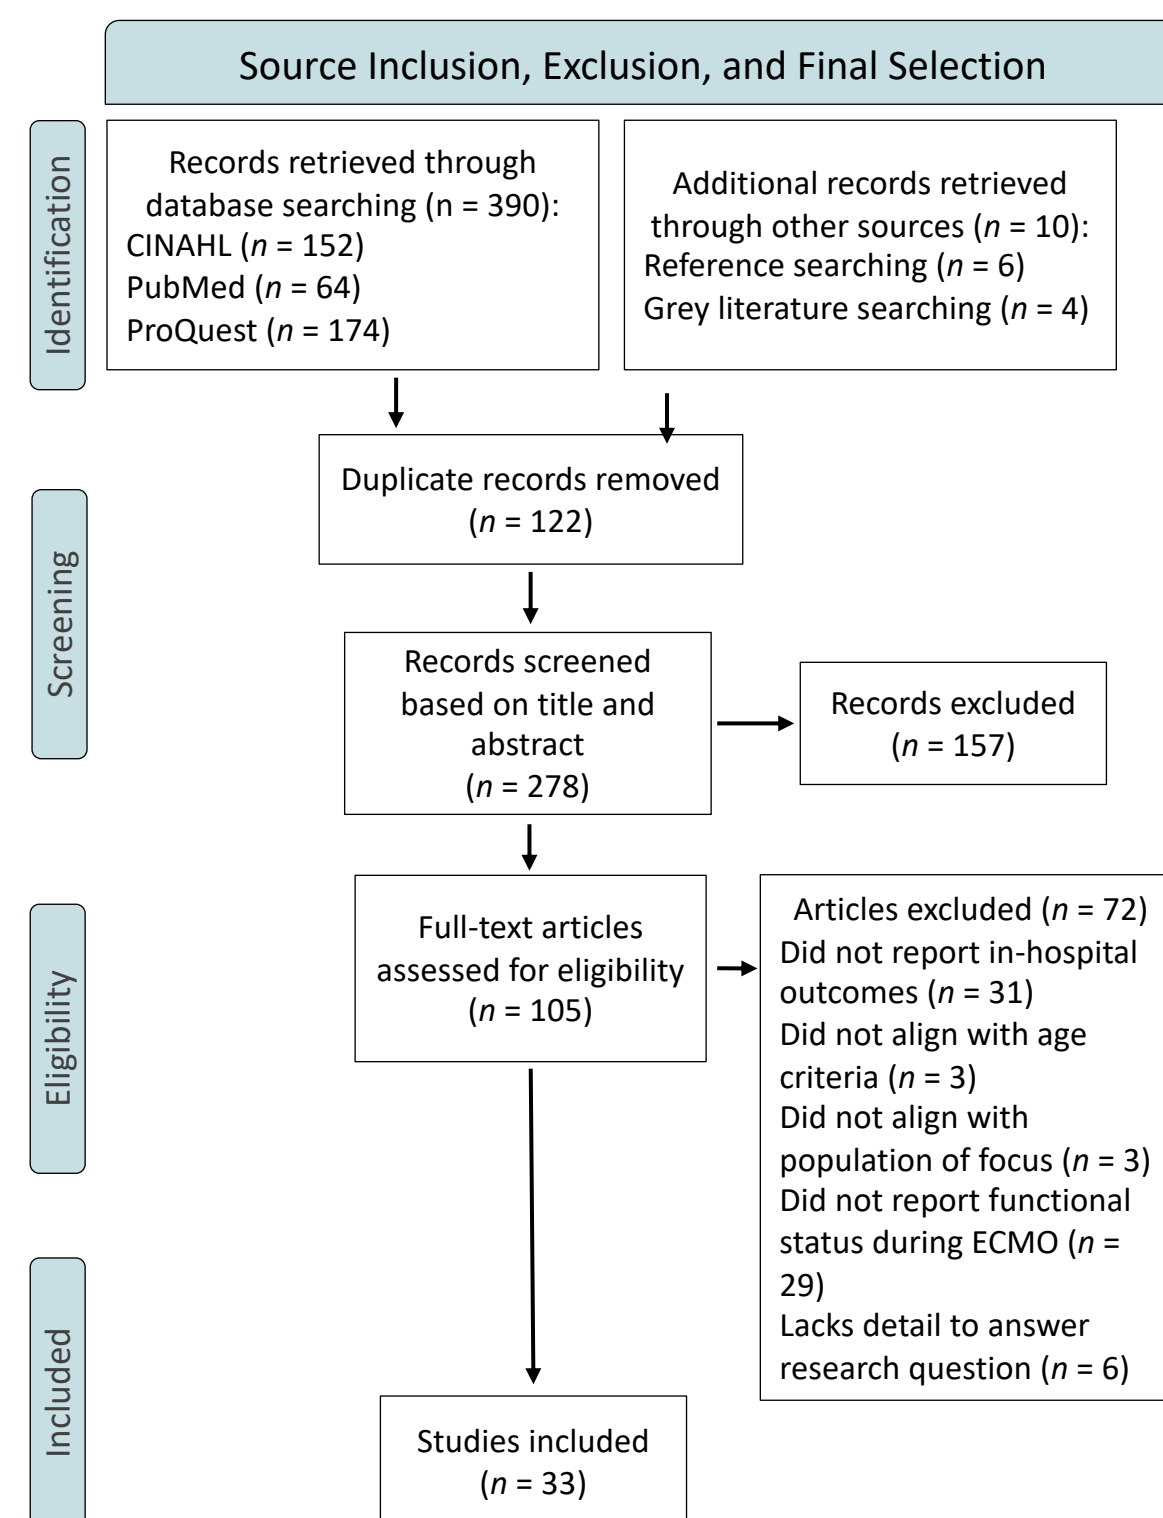 Source Inclusion, Exclusion, and Final Selection
Identification
Records retrieved through
database searching (n = 390):
CINAHL (n = 152)
PubMed (n = 64)
ProQuest (n = 174)
Additional records retrieved
through other sources (n = 10):
Reference searching (n = 6)
Grey literature searching (n = 4)
Screening
Duplicate records removed
(n = 122)
Records screened
based on title and
abstract
(n = 278)
Records excluded
(n = 157)
Eligibility
Full-text articles
assessed for eligibility
(n = 105)
Articles excluded (n = 72)
Did not report in-hospital
outcomes (n = 31)
Did not align with age
criteria (n = 3)
Did not align with
population of focus (n = 3)
Did not report functional
status during ECMO (n =
29)
Lacks detail to answer
research question (n = 6)
Included
Studies included
(n = 33)